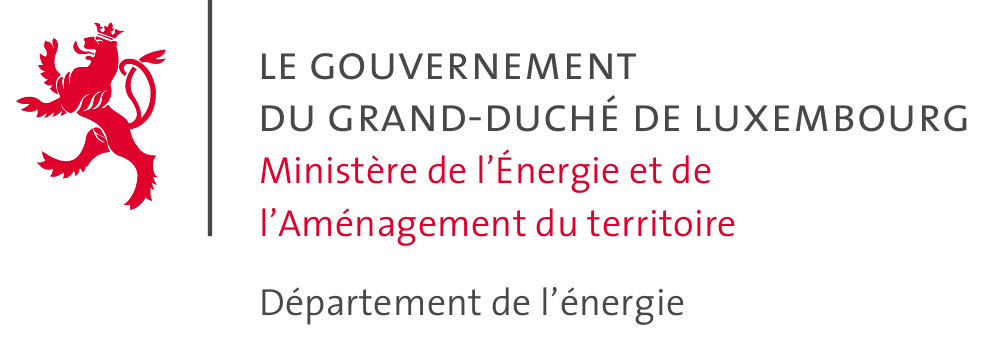 LE GOUVERNEMENT
DU GRAND-DUCHÉ DE LUXEMBOURG
Ministère de l’Énergie et de
l’Aménagement du territoire
Département de l’énergie